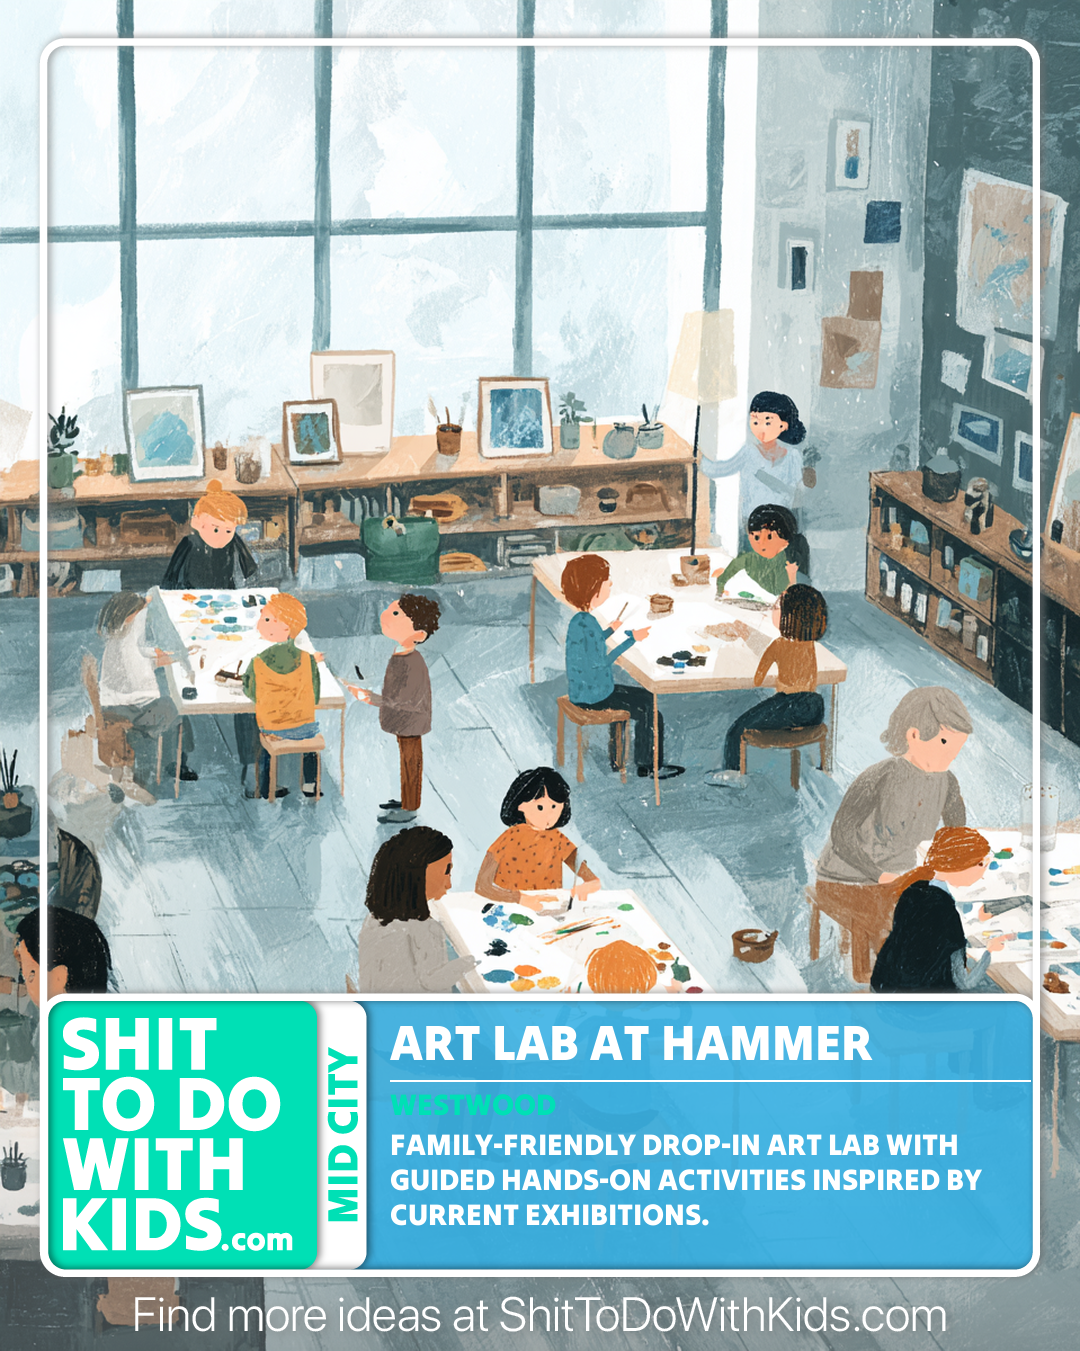 SHIT
TO DO
WITH
KIDS.com
MID CITY
ART LAB AT HAMMER
WESTWOOD
FAMILY-FRIENDLY DROP-IN ART LAB WITH
GUIDED HANDS-ON ACTIVITIES INSPIRED BY
CURRENT EXHIBITIONS.
Find more ideas at ShitToDoWithKids.com